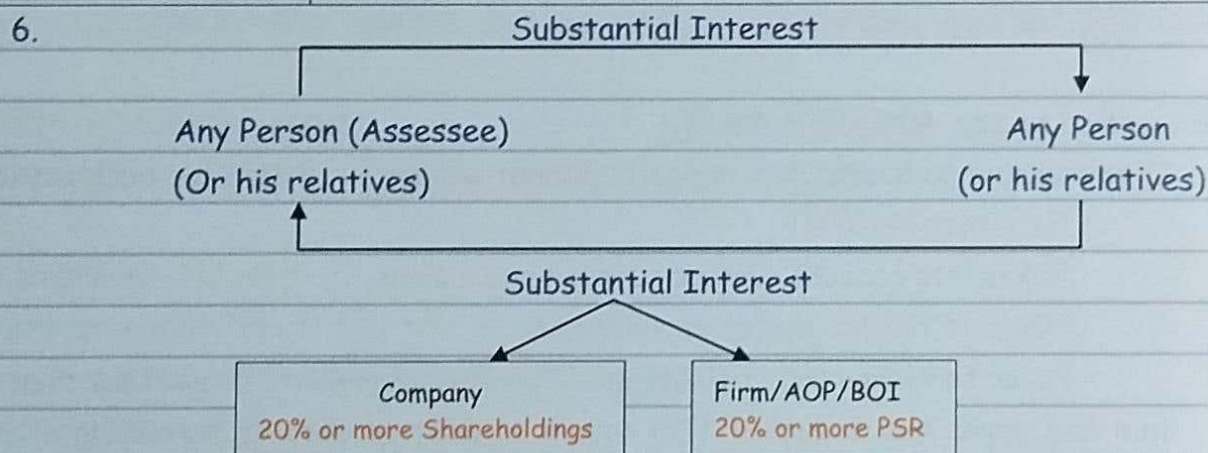 6.
Substantial Interest
Any Person (Assessee)
Any Person
(Or his relatives)
(or his relatives)
Substantial Interest
Company
Firm/AOP/BOI
20% or more Shareholdings
20% or more PSR